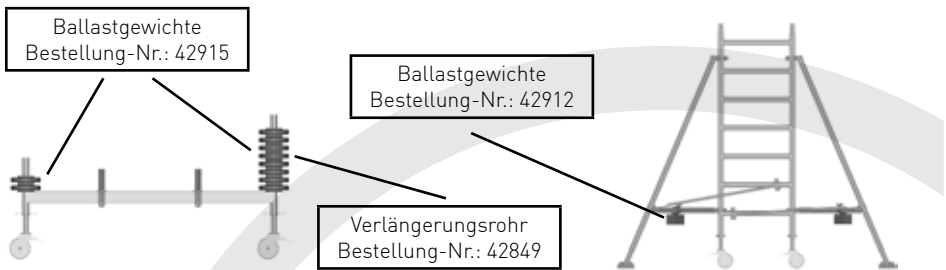 Ballastgewichte
Bestellung-Nr.: 42915
Ballastgewichte
Bestellung-Nr.: 42912
Verlängerungsrohr
Bestellung-Nr.: 42849